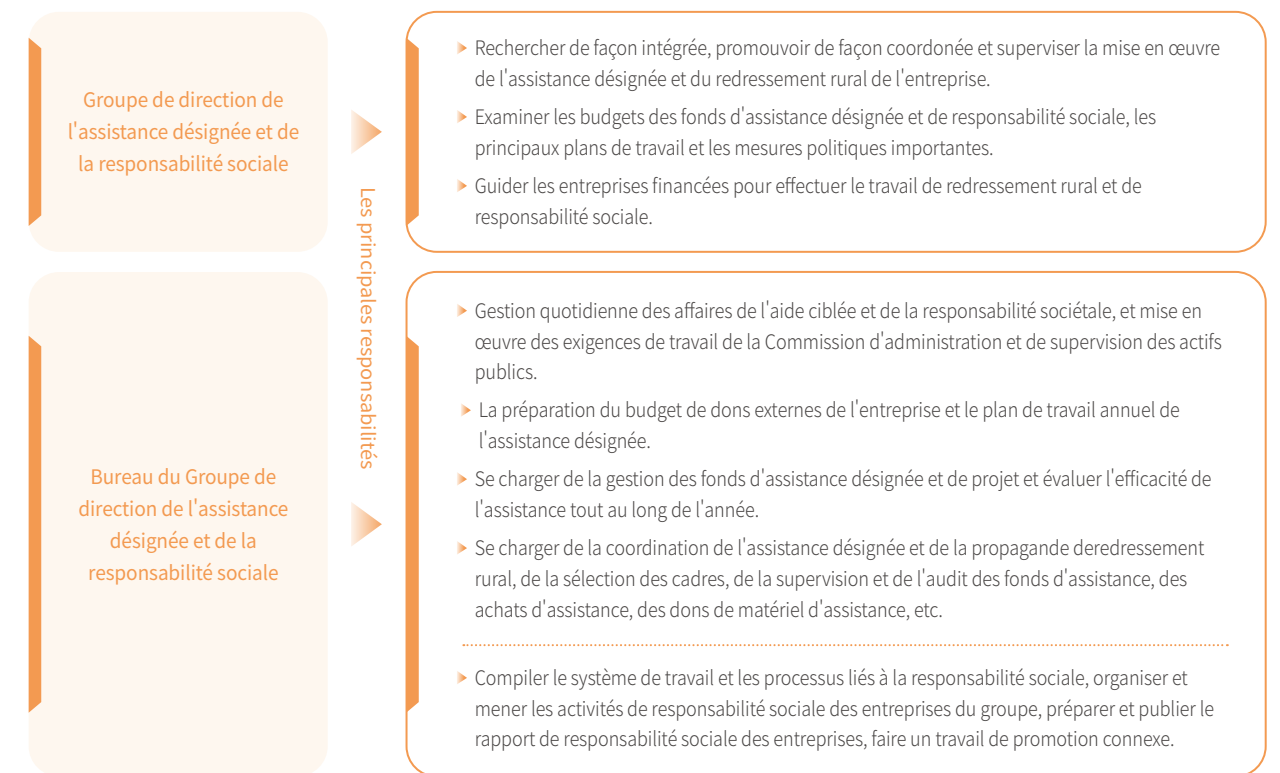 Groupe de direction de
l'assistance désignée et de
la responsabilité sociale
Les principales responsabilités
Rechercher de façon intégrée, promouvoir de façon coordonée et superviser la mise en œuvre
de l'assistance désignée et du redressement rural de l'entreprise.
Examiner les budgets des fonds d'assistance désignée et de responsabilité sociale, les
principaux plans de travail et les mesures politiques importantes.
Guider les entreprises financées pour effectuer le travail de redressement rural et de
responsabilité sociale.
Bureau du Groupe de
direction de l'assistance
désignée et de la
responsabilité sociale
Gestion quotidienne des affaires de l'aide ciblée et de la responsabilité sociétale, et mise en
œuvre des exigences de travail de la Commission d'administration et de supervision des actifs
publics.
La préparation du budget de dons externes de l'entreprise et le plan de travail annuel de
l'assistance désignée.
Se charger de la gestion des fonds d'assistance désignée et de projet et évaluer l'efficacité de
l'assistance tout au long de l'année.
Se charger de la coordination de l'assistance désignée et de la propagande deredressement
rural, de la sélection des cadres, de la supervision et de l'audit des fonds d'assistance, des
achats d'assistance, des dons de matériel d'assistance, etc.
Compiler le système de travail et les processus liés à la responsabilité sociale, organiser et
mener les activités de responsabilité sociale des entreprises du groupe, préparer et publier le
rapport de responsabilité sociale des entreprises, faire un travail de promotion connexe.